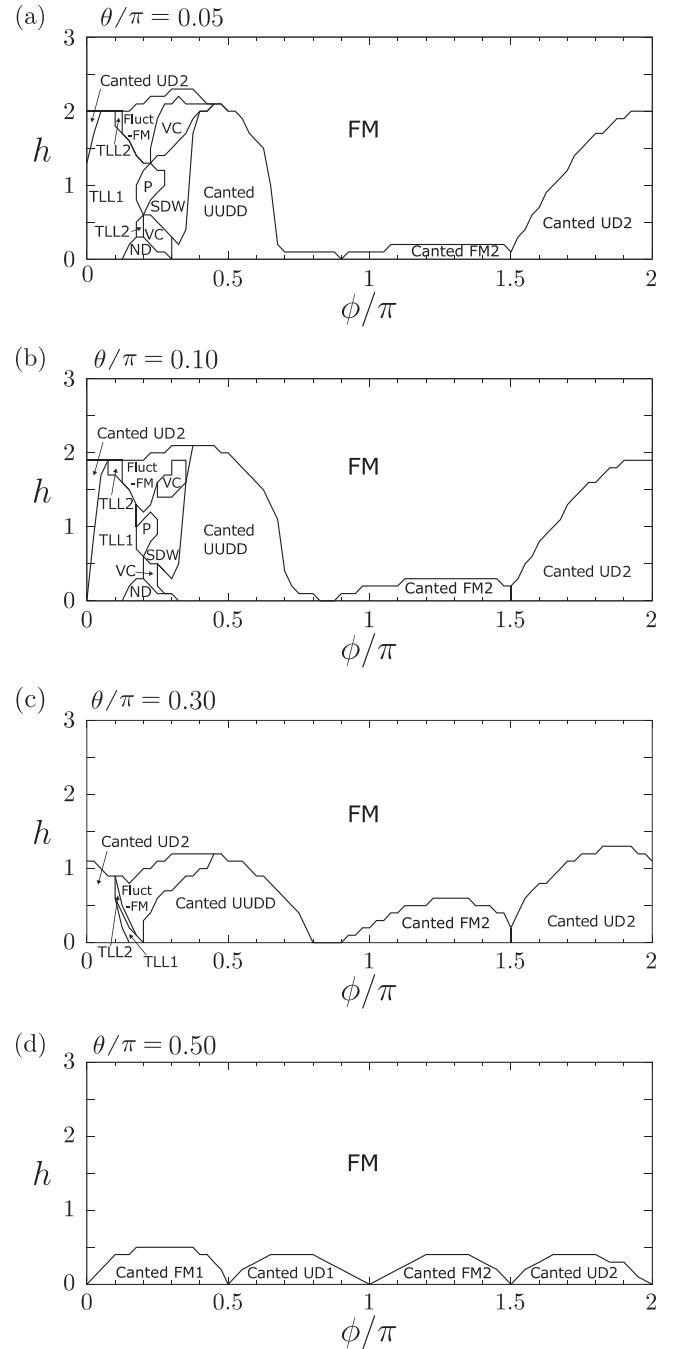 (a) θ/π = 0.05
3
2
1
0
h
Canted UD2
TLL2
Fluct
-FM
VC
FM
TLL1
P
SDW
TLL2
VC
ND
Canted
UUDD
Canted FM2
Canted UD2
0 0.5 1 1.5 2
ϕ/π
(b) θ/π = 0.10
3
2
1
0
h
Canted UD2
TLL2
Fluct
-FM
VC
FM
TLL1
P
SDW
VC
ND
Canted
UUDD
Canted FM2
Canted UD2
0 0.5 1 1.5 2
ϕ/π
(c) θ/π = 0.30
3
2
1
0
h
Canted UD2
Fluct
-FM
FM
Canted UUDD
Canted FM2
Canted UD2
TLL2
TLL1
0 0.5 1 1.5 2
ϕ/π
(d) θ/π = 0.50
3
2
1
0
h
FM
Canted FM1
Canted UD1
Canted FM2
Canted UD2
0 0.5 1 1.5 2
ϕ/π